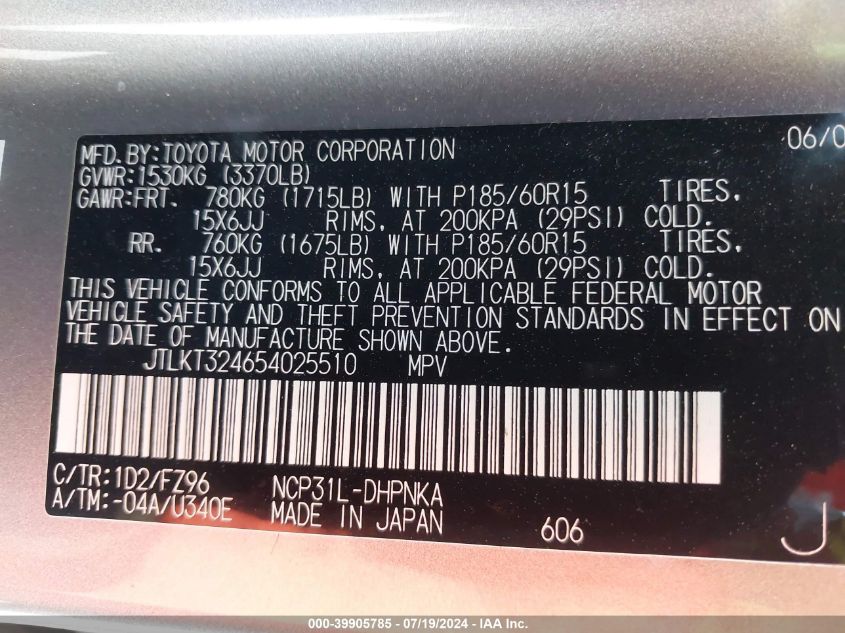 MFD.BY:TOYOTA MOTOR CORPORATION 06/0
GVWR:1530KG (3370LB)
GAWR:FRT. 780KG (1715LB) WITH P185/60R15 TIRES,
15X6JJ RIMS, AT 200KPA (29PSI) COLD.
RR. 760KG (1675LB) WITH P185/60R15 TIRES,
15X6JJ RIMS, AT 200KPA (29PSI) COLD.
THIS VEHICLE CONFORMS TO ALL APPLICABLE FEDERAL MOTOR
VEHICLE SAFETY AND THEFT PREVENTION STANDARDS IN EFFECT ON
THE DATE OF MANUFACTURE SHOWN ABOVE.
JTLKT324654025510 MPV
C/TR:1D2/FZ96 NCP31L-DHPNKA
A/TM:-04A/U340E MADE IN JAPAN 606 J
000-39905785 - 07/19/2024 - IAA Inc.